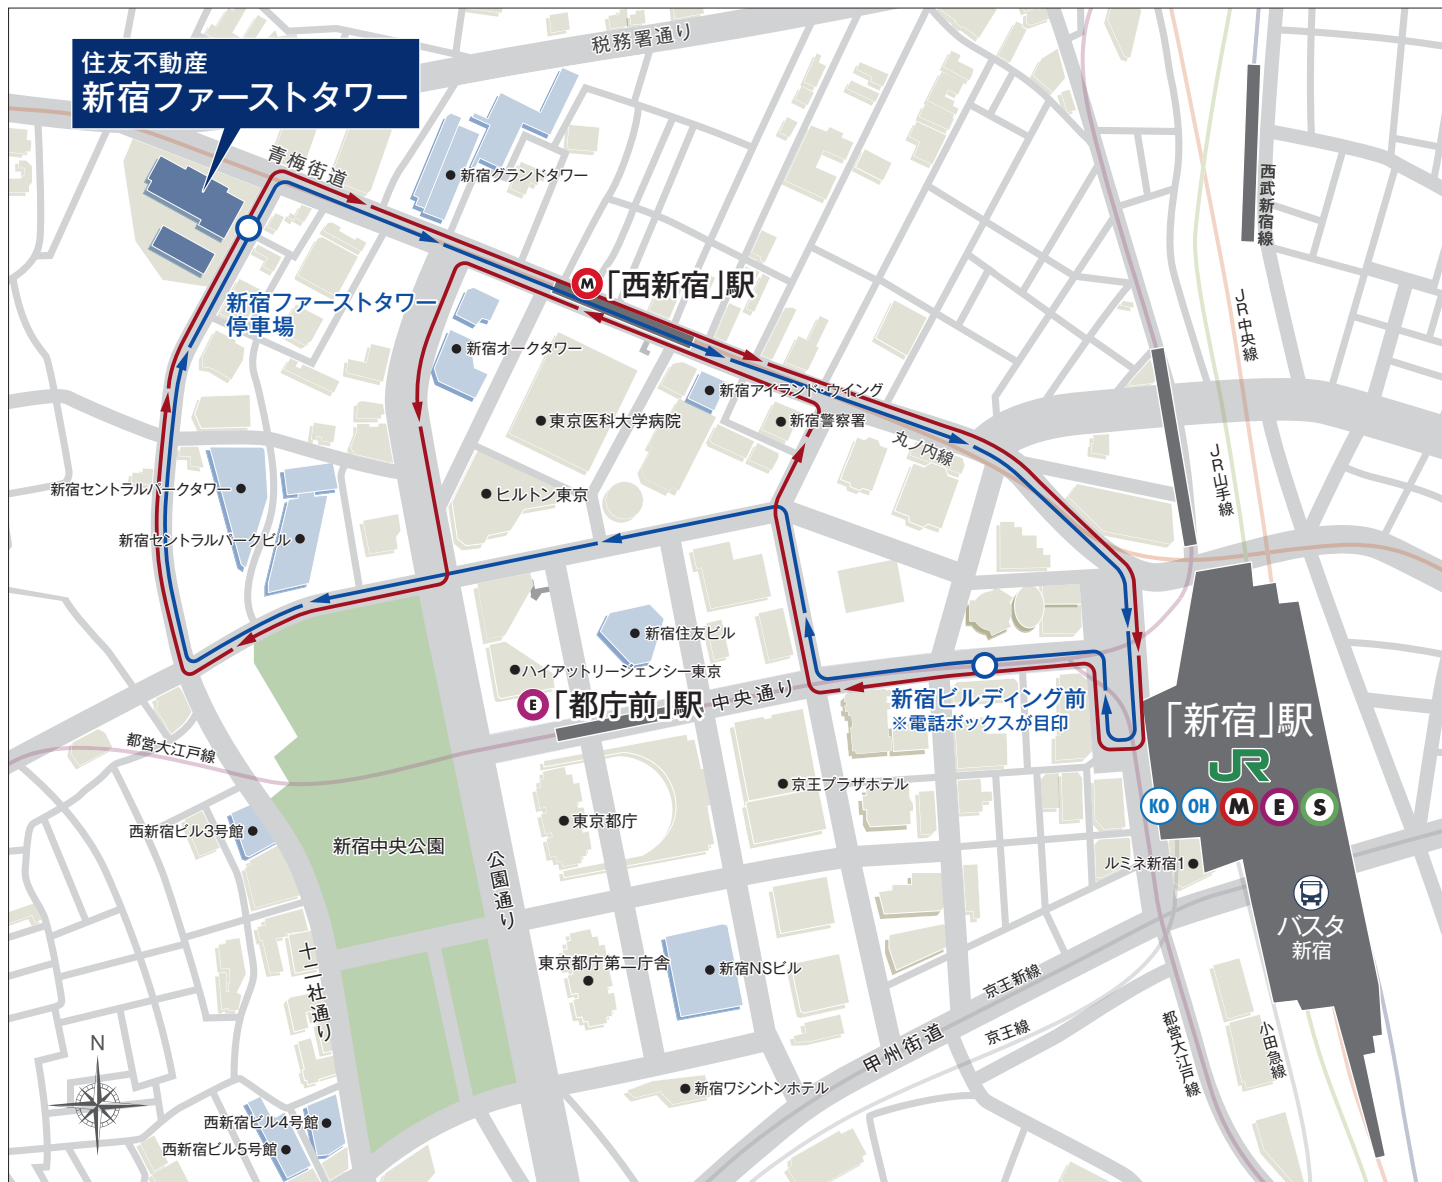 税務署通り
住友不動産
新宿ファーストタワー
青梅街道
新宿グランドタワー
西武新宿線
M「西新宿」駅
新宿ファーストタワー
停車場
JR中央線
新宿オークタワー
新宿アイランド・ウイング
東京医科大学病院
新宿警察署
丸ノ内線
JR山手線
新宿セントラルパークタワー
ヒルトン東京
新宿セントラルパークビル
新宿住友ビル
ハイアットリージェンシー東京
E「都庁前」駅
中央通り
新宿ビルディング前
※電話ボックスが目印
「新宿」駅
JR
KO OH M E S
都営大江戸線
京王プラザホテル
西新宿ビル3号館
東京都庁
新宿中央公園
公園通り
ルミネ新宿1
バスタ
新宿
十二社通り
東京都庁第二庁舎
新宿NSビル
京王新線
京王線
甲州街道
都営大江戸線
小田急線
N
新宿ワシントンホテル
西新宿ビル4号館
西新宿ビル5号館